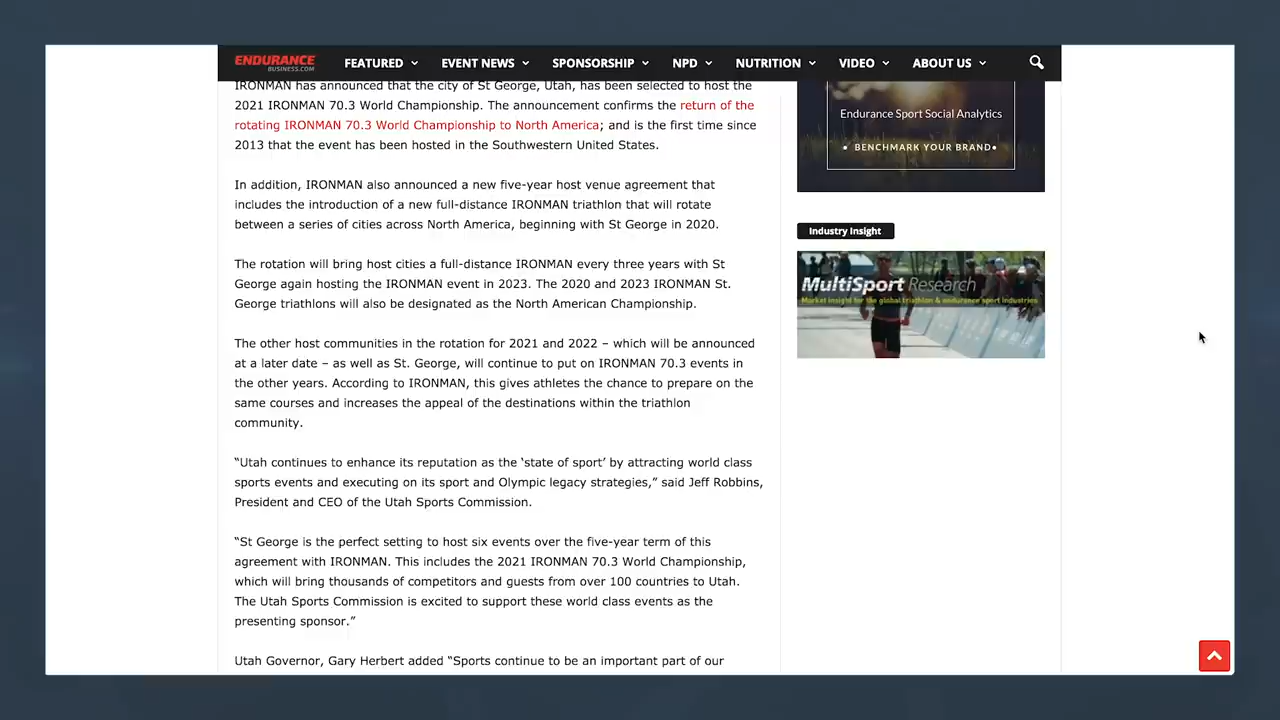 ENDURANCE
BUSINESS.COM
FEATURED
EVENT NEWS
SPONSORSHIP
NPD
NUTRITION
VIDEO
ABOUT US
IRONMAN has announced that the city of St George, Utah, has been selected to host the
2021 IRONMAN 70.3 World Championship. The announcement confirms the return of the
rotating IRONMAN 70.3 World Championship to North America; and is the first time since
2013 that the event has been hosted in the Southwestern United States.
In addition, IRONMAN also announced a new five-year host venue agreement that
includes the introduction of a new full-distance IRONMAN triathlon that will rotate
between a series of cities across North America, beginning with St George in 2020.
The rotation will bring host cities a full-distance IRONMAN every three years with St
George again hosting the IRONMAN event in 2023. The 2020 and 2023 IRONMAN St.
George triathlons will also be designated as the North American Championship.
The other host communities in the rotation for 2021 and 2022 – which will be announced
at a later date – as well as St. George, will continue to put on IRONMAN 70.3 events in
the other years. According to IRONMAN, this gives athletes the chance to prepare on the
same courses and increases the appeal of the destinations within the triathlon
community.
“Utah continues to enhance its reputation as the ‘state of sport’ by attracting world class
sports events and executing on its sport and Olympic legacy strategies,” said Jeff Robbins,
President and CEO of the Utah Sports Commission.
“St George is the perfect setting to host six events over the five-year term of this
agreement with IRONMAN. This includes the 2021 IRONMAN 70.3 World Championship,
which will bring thousands of competitors and guests from over 100 countries to Utah.
The Utah Sports Commission is excited to support these world class events as the
presenting sponsor.”
Utah Governor, Gary Herbert added “Sports continue to be an important part of our
Endurance Sport Social Analytics
• BENCHMARK YOUR BRAND•
Industry Insight
MultiSport Research
Market insight for the global triathlon & endurance sport industries